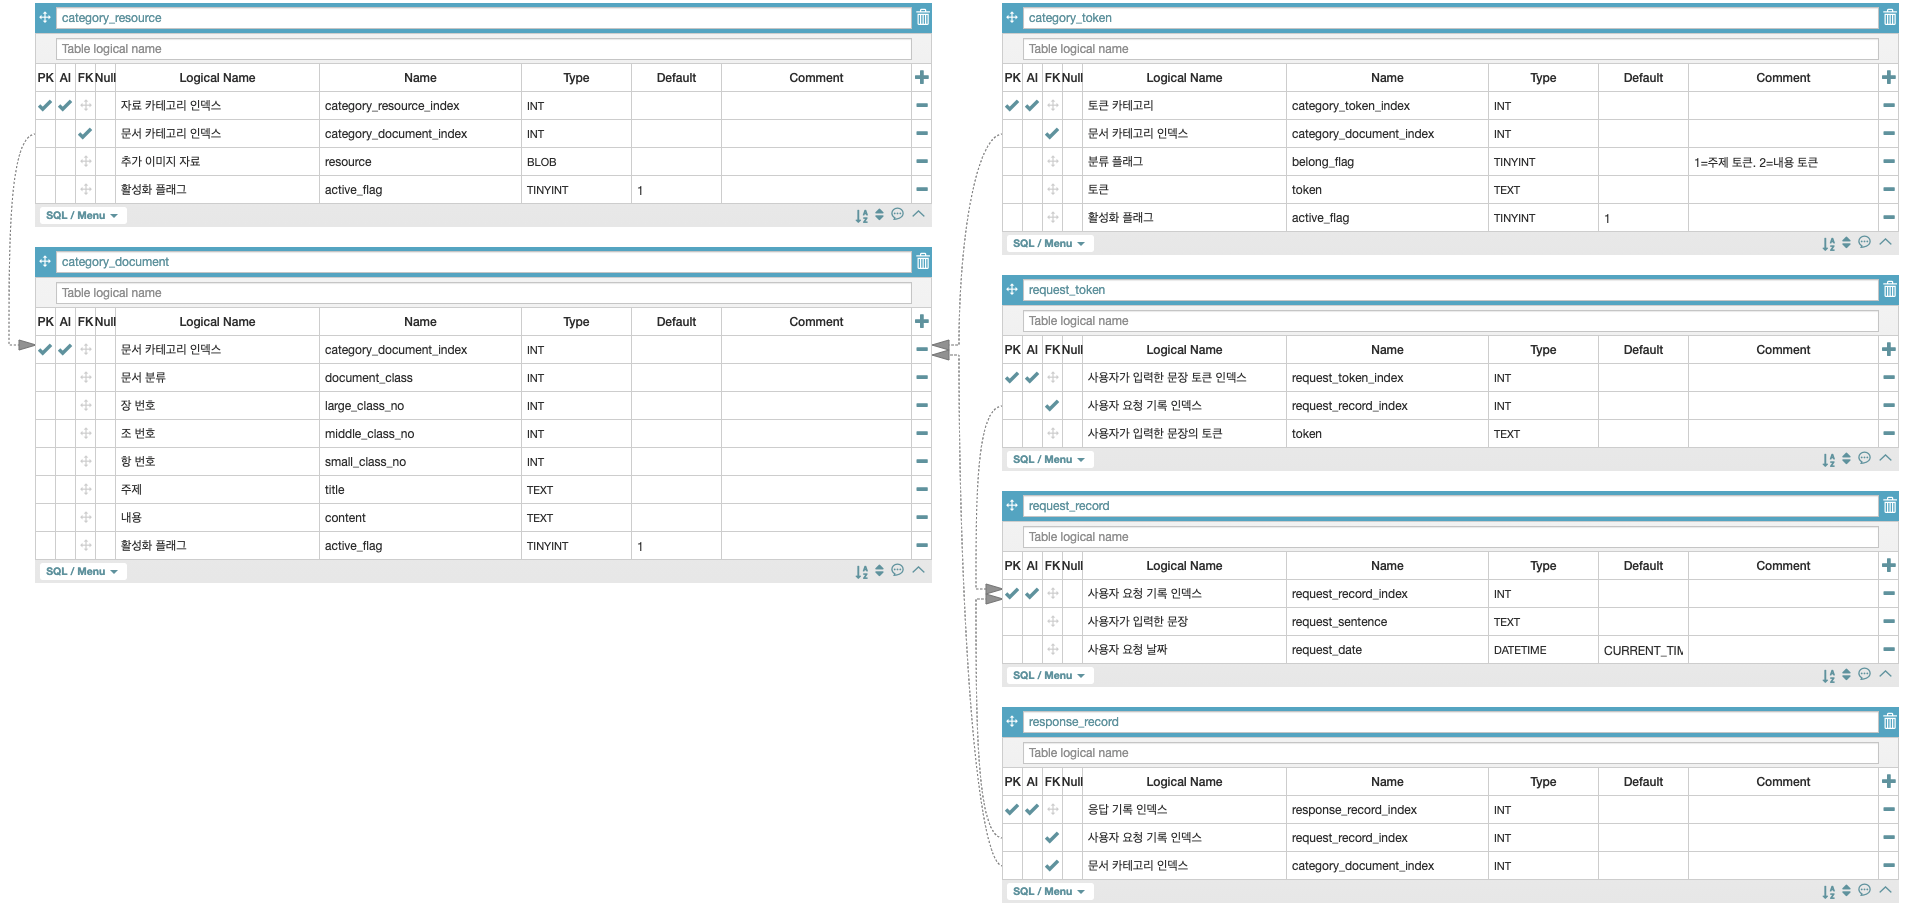 category_resource
Table logical name
PK AI FK Null Logical Name Name Type Default Comment
자료 카테고리 인덱스 category_resource_index INT
문서 카테고리 인덱스 category_document_index INT
추가 이미지 자료 resource BLOB
활성화 플래그 active_flag TINYINT 1
SQL / Menu
category_document
Table logical name
PK AI FK Null Logical Name Name Type Default Comment
문서 카테고리 인덱스 category_document_index INT
문서 분류 document_class INT
장 번호 large_class_no INT
조 번호 middle_class_no INT
항 번호 small_class_no INT
주제 title TEXT
내용 content TEXT
활성화 플래그 active_flag TINYINT 1
SQL / Menu
category_token
Table logical name
PK AI FK Null Logical Name Name Type Default Comment
토큰 카테고리 category_token_index INT
문서 카테고리 인덱스 category_document_index INT
분류 플래그 belong_flag TINYINT 1=주제 토큰. 2=내용 토큰
토큰 token TEXT
활성화 플래그 active_flag TINYINT 1
SQL / Menu
request_token
Table logical name
PK AI FK Null Logical Name Name Type Default Comment
사용자가 입력한 문장 토큰 인덱스 request_token_index INT
사용자 요청 기록 인덱스 request_record_index INT
사용자가 입력한 문장의 토큰 token TEXT
SQL / Menu
request_record
Table logical name
PK AI FK Null Logical Name Name Type Default Comment
사용자 요청 기록 인덱스 request_record_index INT
사용자가 입력한 문장 request_sentence TEXT
사용자 요청 날짜 request_date DATETIME CURRENT_TIM
SQL / Menu
response_record
Table logical name
PK AI FK Null Logical Name Name Type Default Comment
응답 기록 인덱스 response_record_index INT
사용자 요청 기록 인덱스 request_record_index INT
문서 카테고리 인덱스 category_document_index INT
SQL / Menu